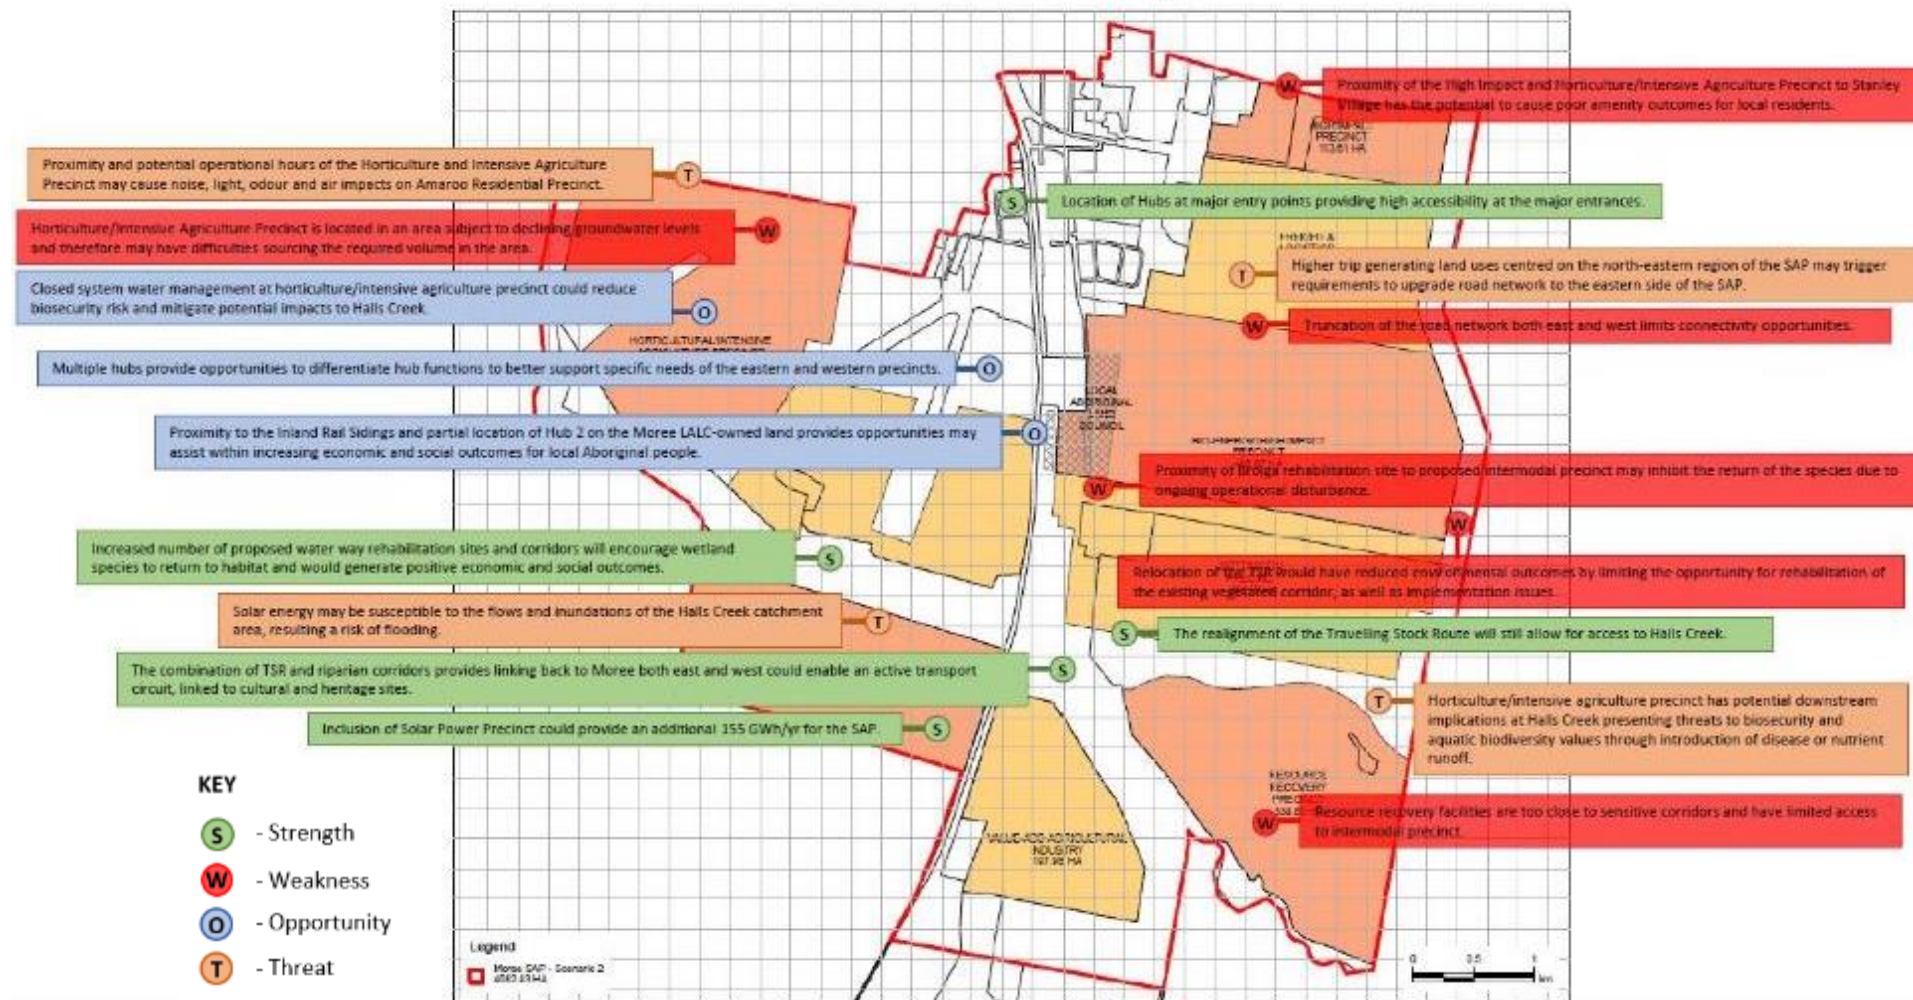 Proximity of the High Impact and Horticulture/Intensive Agriculture Precinct to Stanley
Village has the potential to cause poor amenity outcomes for local residents.
W
PRECINCT
Proximity and potential operational hours of the Horticulture and Intensive Agriculture
Precinct may cause noise, light, odour and air impacts on Amaroo Residential Precinct.
T
S
Location of Hubs at major entry points providing high accessibility at the major entrances.
Horticulture/Intensive Agriculture Precinct is located in an area subject to declining groundwater levels
and therefore may have difficulties sourcing the required volume in the area.
W
FREIGHT &
T
Higher trip generating land uses centred on the north-eastern region of the SAP may trigger
requirements to upgrade road network to the eastern side of the SAP.
Closed system water management at horticulture/intensive agriculture precinct could reduce
biosecurity risk and mitigate potential impacts to Halls Creek.
O
W
Truncation of the road network both east and west limits connectivity opportunities.
HORTICULTURAL/INTENSIVE
Multiple hubs provide opportunities to differentiate hub functions to better support specific needs of the eastern and western precincts.
O
LOCAL
ABORIGINAL
LAND
COUNCIL
Proximity to the Inland Rail Sidings and partial location of Hub 2 on the Moree LALC-owned land provides opportunities may
assist within increasing economic and social outcomes for local Aboriginal people.
O
PRECINCT
Proximity of Brolga rehabilitation site to proposed intermodal precinct may inhibit the return of the species due to
ongoing operational disturbance.
W
W
Increased number of proposed water way rehabilitation sites and corridors will encourage wetland
species to return to habitat and would generate positive economic and social outcomes.
S
Relocation of the TSR would have reduced environmental outcomes by limiting the opportunity for rehabilitation of
the existing vegetated corridor, as well as implementation issues.
Solar energy may be susceptible to the flows and inundations of the Halls Creek catchment
area, resulting a risk of flooding.
T
S
The realignment of the Travelling Stock Route will still allow for access to Halls Creek.
The combination of TSR and riparian corridors provides linking back to Moree both east and west could enable an active transport
circuit, linked to cultural and heritage sites.
S
T
Horticulture/intensive agriculture precinct has potential downstream
implications at Halls Creek presenting threats to biosecurity and
aquatic biodiversity values through introduction of disease or nutrient
runoff.
Inclusion of Solar Power Precinct could provide an additional 155 GWh/yr for the SAP.
S
RESOURCE
RECOVERY
W
Resource recovery facilities are too close to sensitive corridors and have limited access
to intermodal precinct.
VALUE-ADD AGRICULTURAL
INDUSTRY
197.98 HA
KEY
S - Strength
W - Weakness
O - Opportunity
T - Threat
Legend
Moree SAP - Scenario 2
0 0.5 1
km